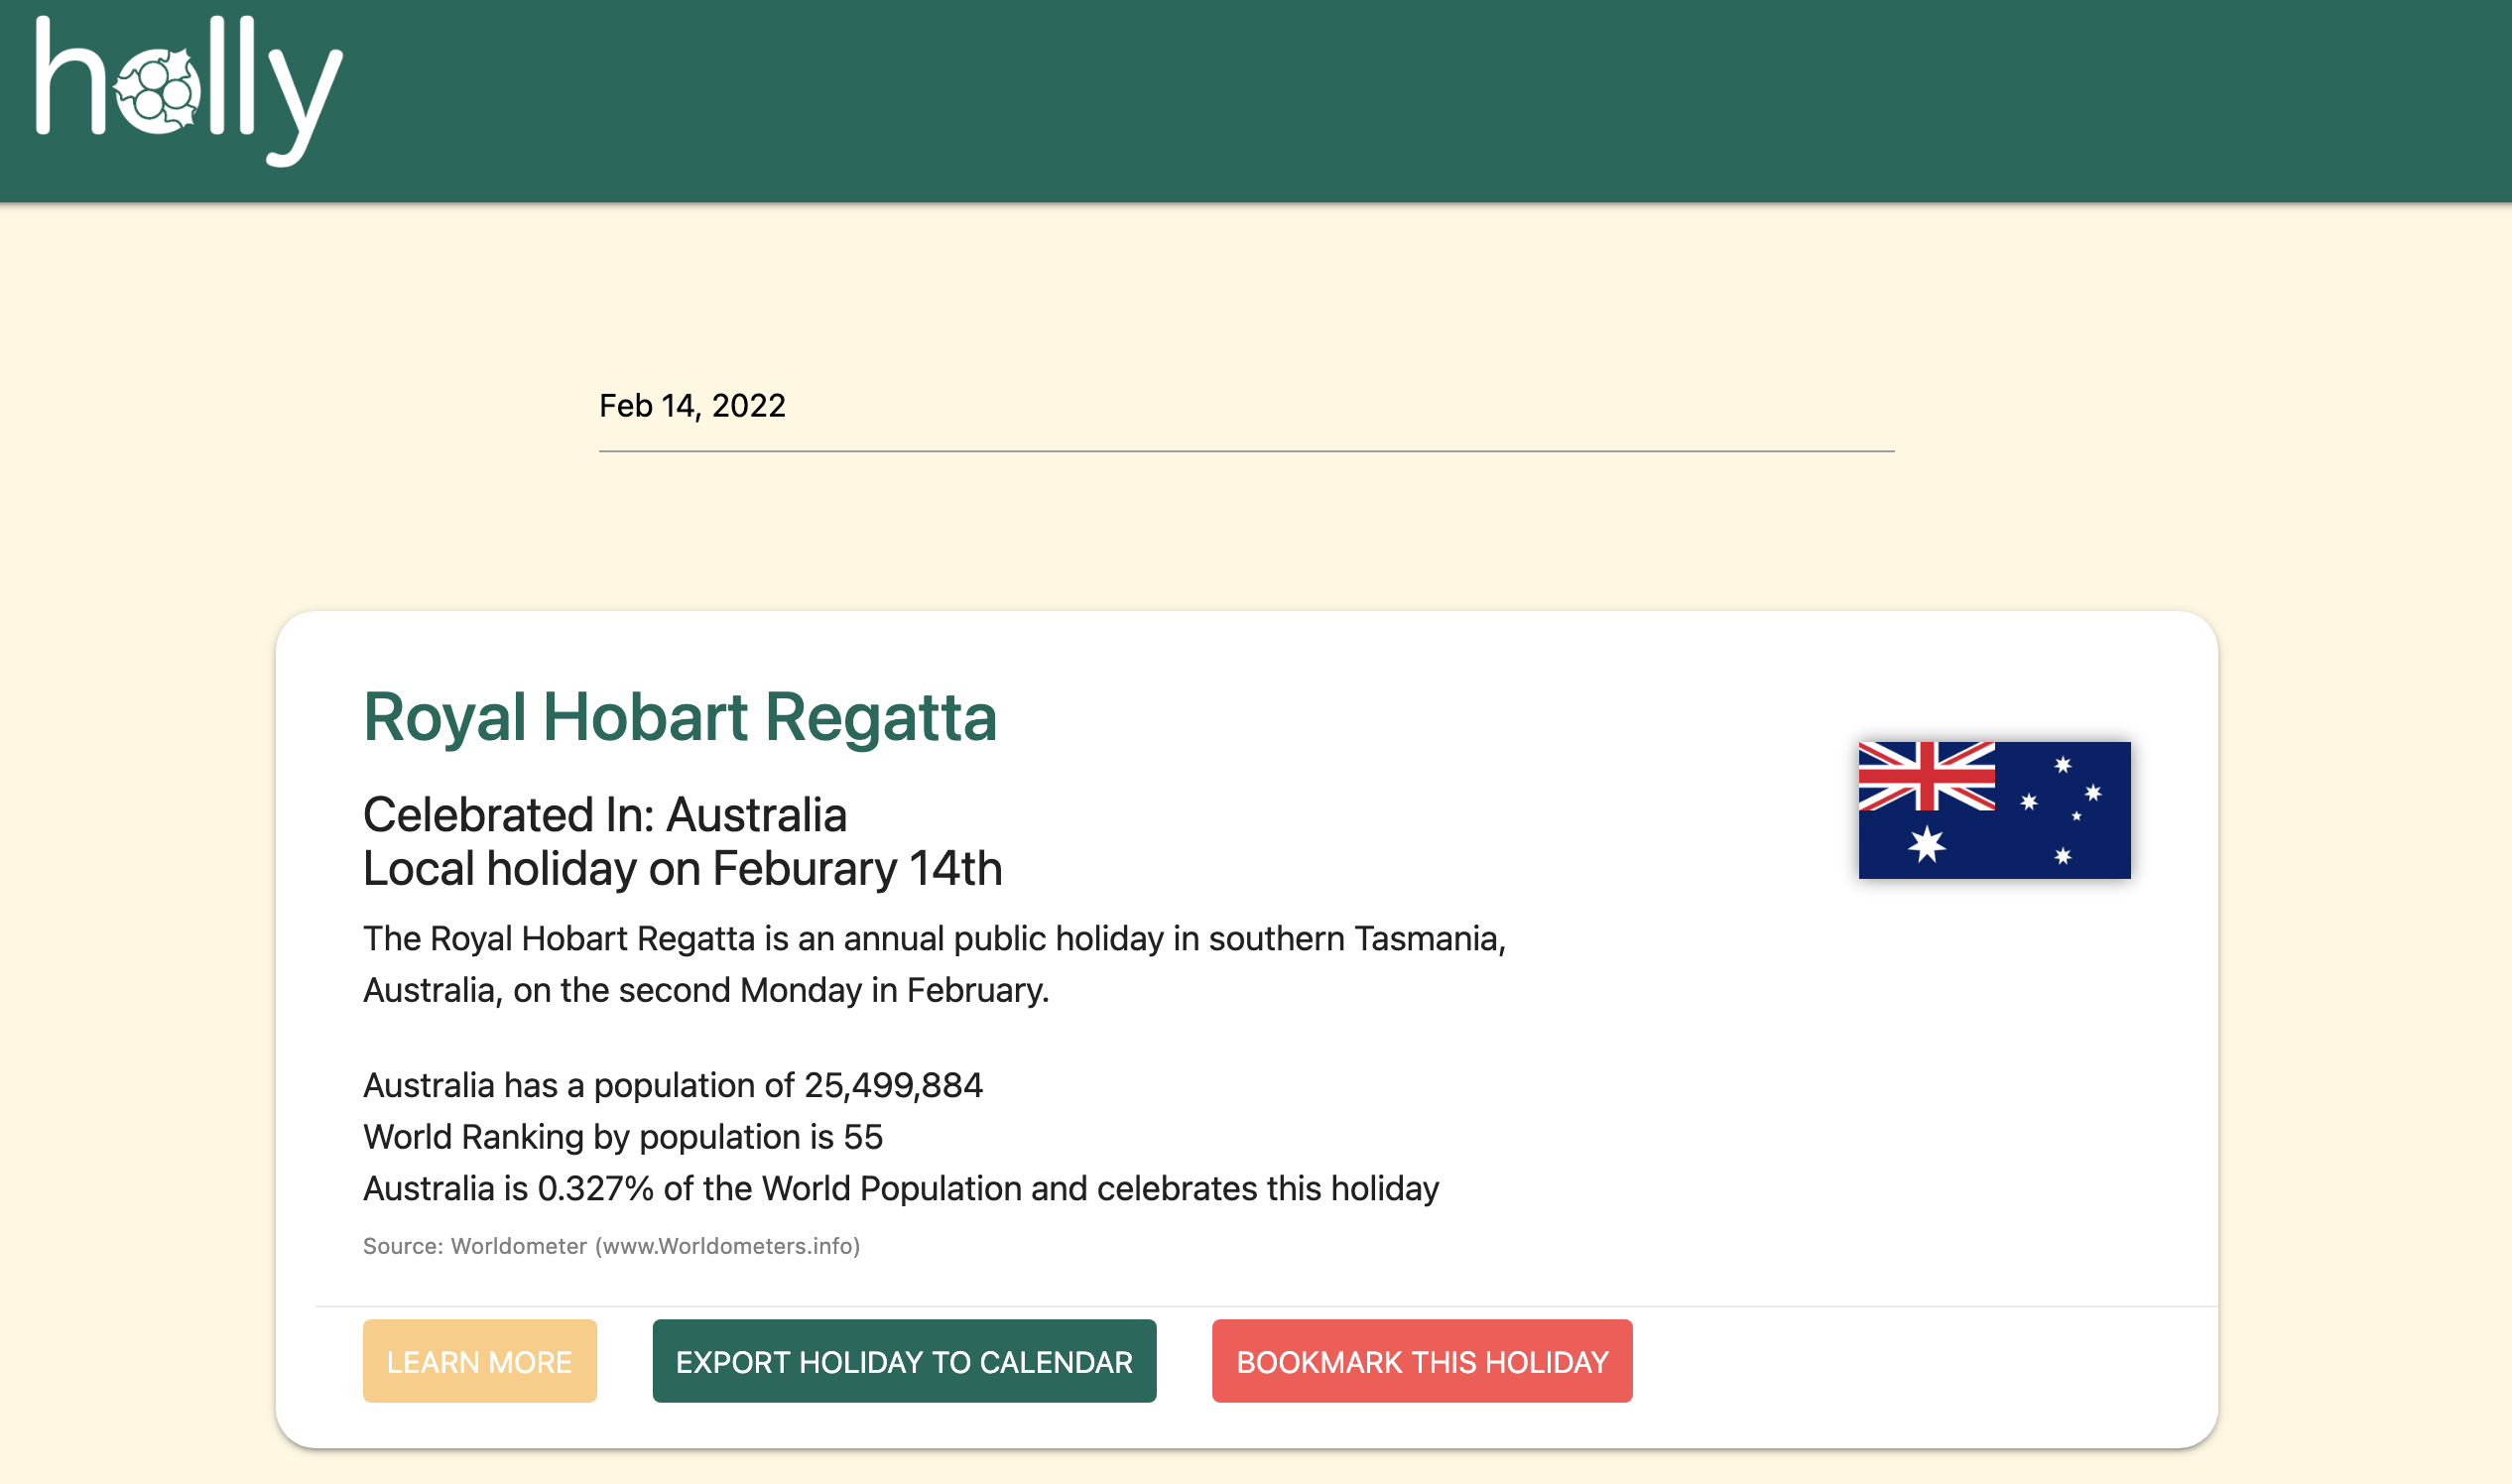 holly
Feb 14, 2022
Royal Hobart Regatta
Celebrated In: Australia
Local holiday on Feburary 14th
The Royal Hobart Regatta is an annual public holiday in southern Tasmania,
Australia, on the second Monday in February.
Australia has a population of 25,499,884
World Ranking by population is 55
Australia is 0.327% of the World Population and celebrates this holiday
Source: Worldometer (www.Worldometers.info)
LEARN MORE
EXPORT HOLIDAY TO CALENDAR
BOOKMARK THIS HOLIDAY